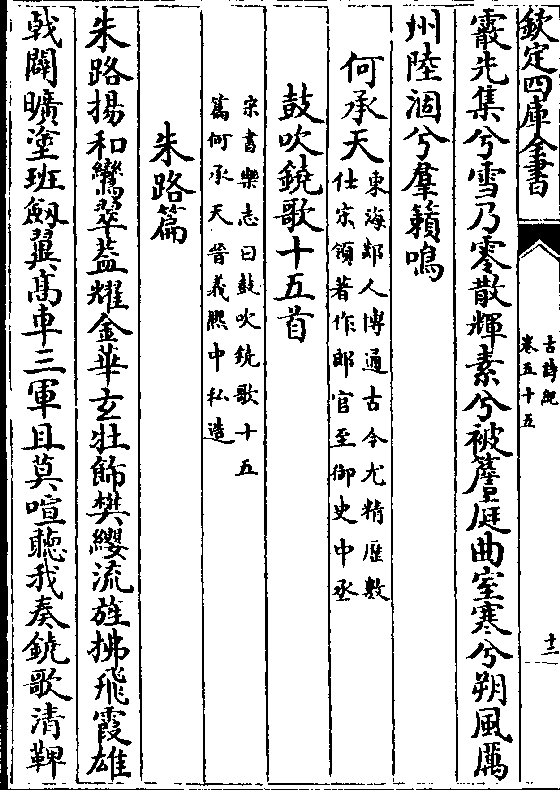 欽定四庫全書
古詩紀
卷五十五
十二
霰先集兮雪乃零散輝素兮被簷庭曲室寒兮朔風厲
州陸涸兮羣籟鳴
何承天
東海郯人博通古今尤精歷數
仕宋領著作郎官至御史中丞
鼓吹鐃歌十五首
宋書樂志曰鼓吹鐃歌十五
篇何承天晉義熙中私造
朱路篇
朱路揚和鸞翠葢耀金華玄牡飾樊纓流旌拂飛霞雄
戟闢曠塗班劔翼髙車三軍且莫喧聽我奏鐃歌清鞞